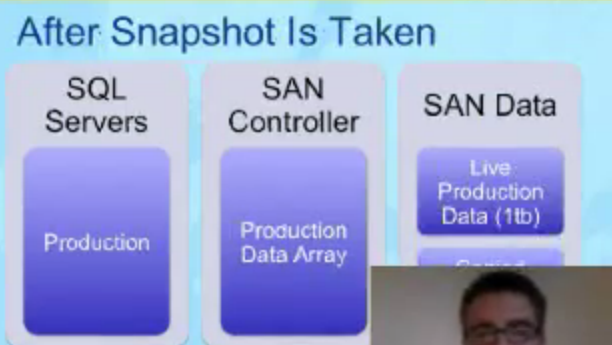 After Snapshot Is Taken
SQL
Servers
SAN
Controller
SAN Data
Production
Production
Data Array
Live
Production
Data (1tb)